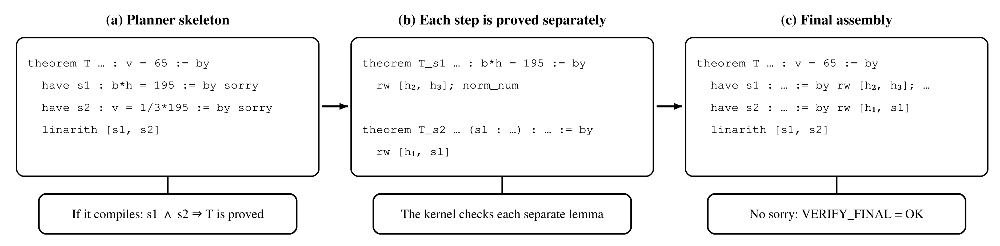 (a) Planner skeleton
theorem T … : v = 65 := by
have s1 : b*h = 195 := by sorry
have s2 : v = 1/3*195 := by sorry
linarith [s1, s2]
If it compiles: s1 ∧ s2 ⇒ T is proved
(b) Each step is proved separately
theorem T_s1 … : b*h = 195 := by
rw [h₂, h₃]; norm_num
theorem T_s2 … (s1 : …) : … := by
rw [h₁, s1]
The kernel checks each separate lemma
(c) Final assembly
theorem T … : v = 65 := by
have s1 : … := by rw [h₂, h₃]; …
have s2 : … := by rw [h₁, s1]
linarith [s1, s2]
No sorry: VERIFY_FINAL = OK